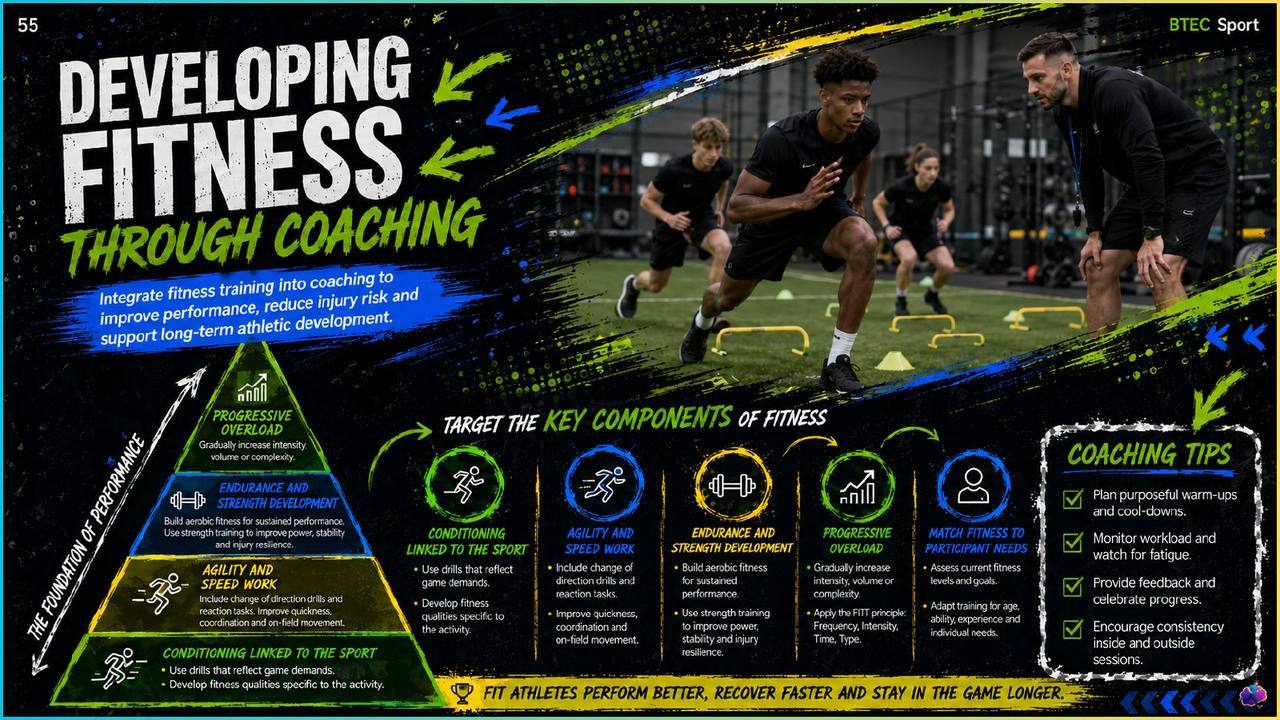 55
BTEC Sport
DEVELOPING
FITNESS
THROUGH COACHING
Integrate fitness training into coaching to
improve performance, reduce injury risk and
support long-term athletic development.
THE FOUNDATION OF PERFORMANCE
PROGRESSIVE
OVERLOAD
Gradually increase intensity,
volume or complexity.
ENDURANCE AND
STRENGTH DEVELOPMENT
Build aerobic fitness for sustained performance.
Use strength training to improve power, stability
and injury resilience.
AGILITY AND
SPEED WORK
Include change of direction drills and
reaction tasks. Improve quickness,
coordination and on-field movement.
CONDITIONING LINKED TO THE SPORT
• Use drills that reflect game demands.
• Develop fitness qualities specific to the activity.
TARGET THE KEY COMPONENTS OF FITNESS
CONDITIONING
LINKED TO THE SPORT
• Use drills that reflect
game demands.
• Develop fitness
qualities specific to
the activity.
AGILITY AND
SPEED WORK
• Include change of
direction drills and
reaction tasks.
• Improve quickness,
coordination and
on-field movement.
ENDURANCE AND
STRENGTH DEVELOPMENT
• Build aerobic fitness
for sustained
performance.
• Use strength training
to improve power,
stability and injury
resilience.
PROGRESSIVE
OVERLOAD
• Gradually increase
intensity, volume or
complexity.
• Apply the FITT principle:
Frequency, Intensity,
Time, Type.
MATCH FITNESS TO
PARTICIPANT NEEDS
• Assess current fitness
levels and goals.
• Adapt training for age,
ability, experience and
individual needs.
COACHING TIPS
Plan purposeful warm-ups
and cool-downs.
Monitor workload and
watch for fatigue.
Provide feedback and
celebrate progress.
Encourage consistency
inside and outside
sessions.
FIT ATHLETES PERFORM BETTER, RECOVER FASTER AND STAY IN THE GAME LONGER.